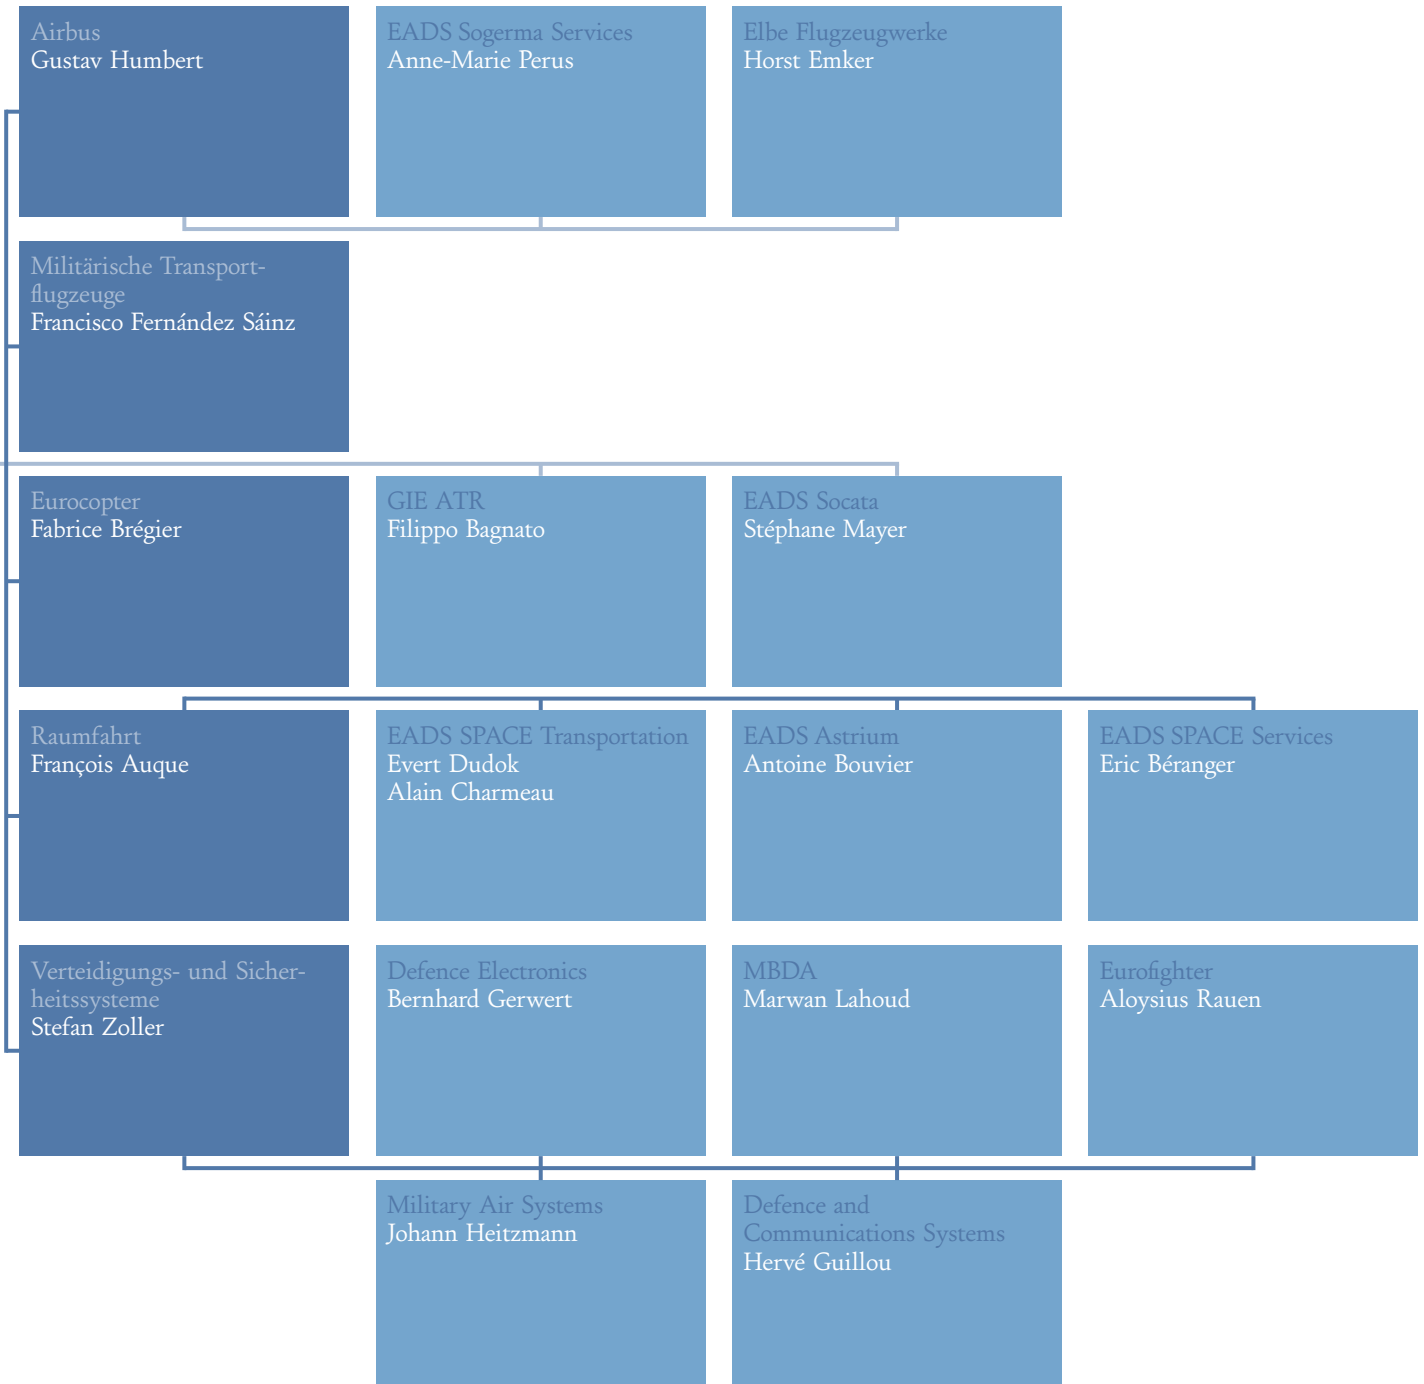 Airbus
Gustav Humbert
EADS Sogerma Services
Anne-Marie Perus
Elbe Flugzeugwerke
Horst Emker
Militärische Transport-
flugzeuge
Francisco Fernández Sáinz
Eurocopter
Fabrice Brégier
GIE ATR
Filippo Bagnato
EADS Socata
Stéphane Mayer
Raumfahrt
François Auque
EADS SPACE Transportation
Evert Dudok
Alain Charmeau
EADS Astrium
Antoine Bouvier
EADS SPACE Services
Eric Béranger
Verteidigungs- und Sicher-
heitssysteme
Stefan Zoller
Defence Electronics
Bernhard Gerwert
MBDA
Marwan Lahoud
Eurofighter
Aloysius Rauen
Military Air Systems
Johann Heitzmann
Defence and
Communications Systems
Hervé Guillou